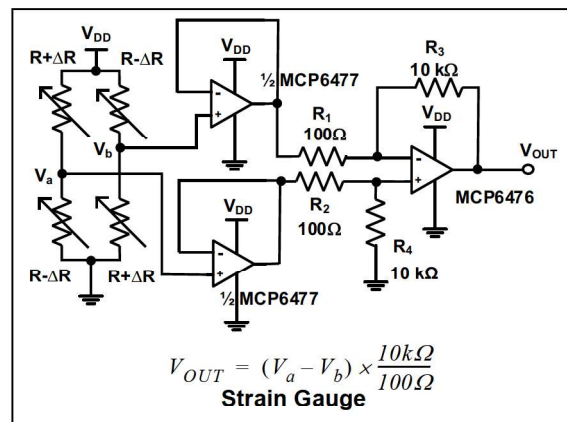 R+ΔR
V_DD
R-ΔR
V_b
V_a
R-ΔR
R+ΔR
V_DD
½ MCP6477
V_DD
½ MCP6477
R_1
100Ω
R_2
100Ω
R_3
10 kΩ
V_DD
V_OUT
MCP6476
R_4
10 kΩ
-
+
-
+
-
+
V_OUT = (V_a – V_b) × 10kΩ / 100Ω
Strain Gauge